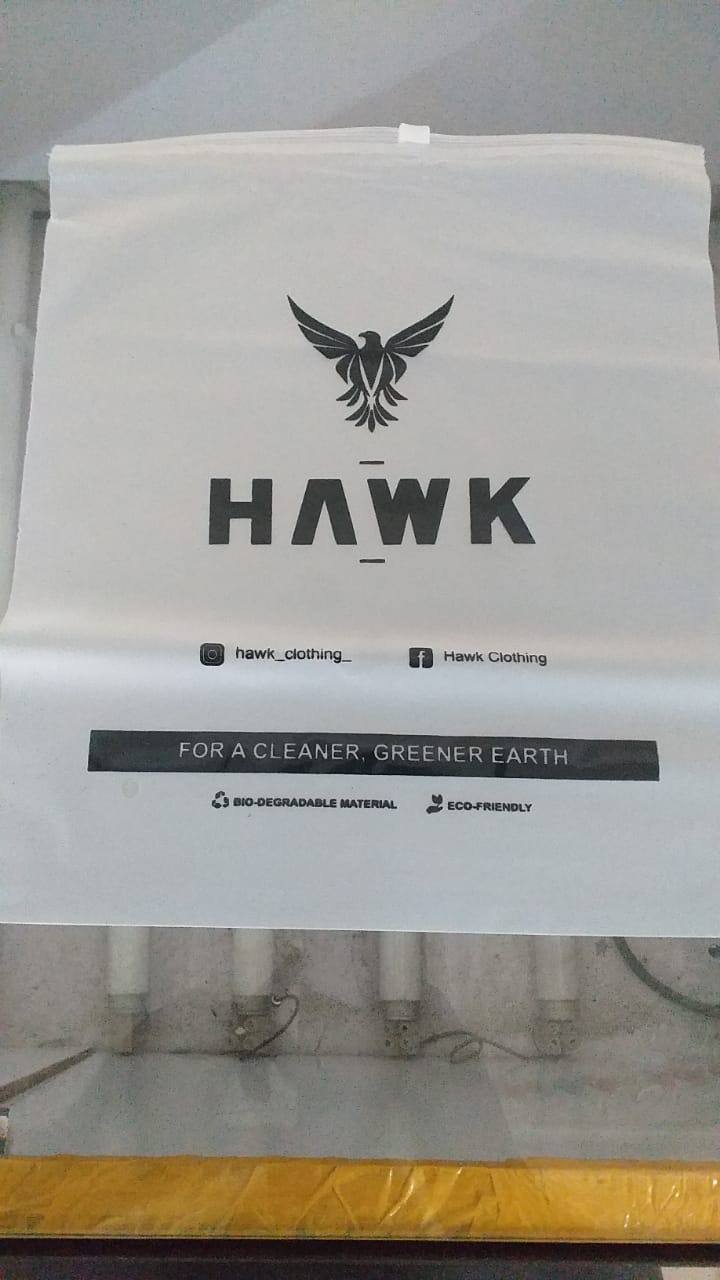 HAWK
hawk_clothing_ Hawk Clothing
FOR A CLEANER, GREENER EARTH
BIO-DEGRADABLE MATERIAL ECO-FRIENDLY